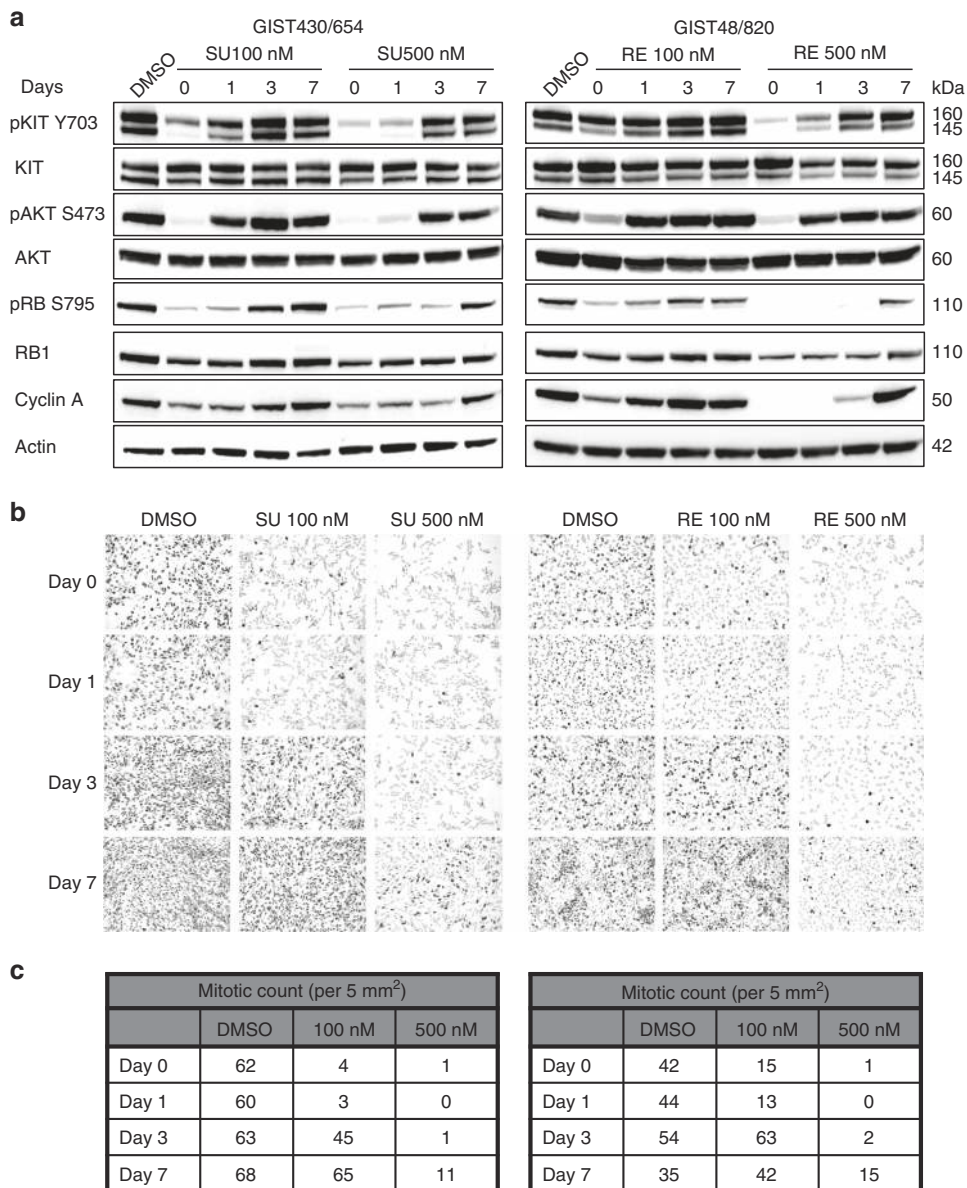 a
GIST430/654
GIST48/820
SU100 nM
SU500 nM
RE 100 nM
RE 500 nM
Days
DMSO
0
1
3
7
0
1
3
7
DMSO
0
1
3
7
0
1
3
7
kDa
pKIT Y703
160
145
KIT
160
145
pAKT S473
60
AKT
60
pRB S795
110
RB1
110
Cyclin A
50
Actin
42
b
DMSO
SU 100 nM
SU 500 nM
DMSO
RE 100 nM
RE 500 nM
Day 0
Day 1
Day 3
Day 7
c
Mitotic count (per 5 mm²)
DMSO 100 nM 500 nM
Day 0 62 4 1
Day 1 60 3 0
Day 3 63 45 1
Day 7 68 65 11
Mitotic count (per 5 mm²)
DMSO 100 nM 500 nM
Day 0 42 15 1
Day 1 44 13 0
Day 3 54 63 2
Day 7 35 42 15